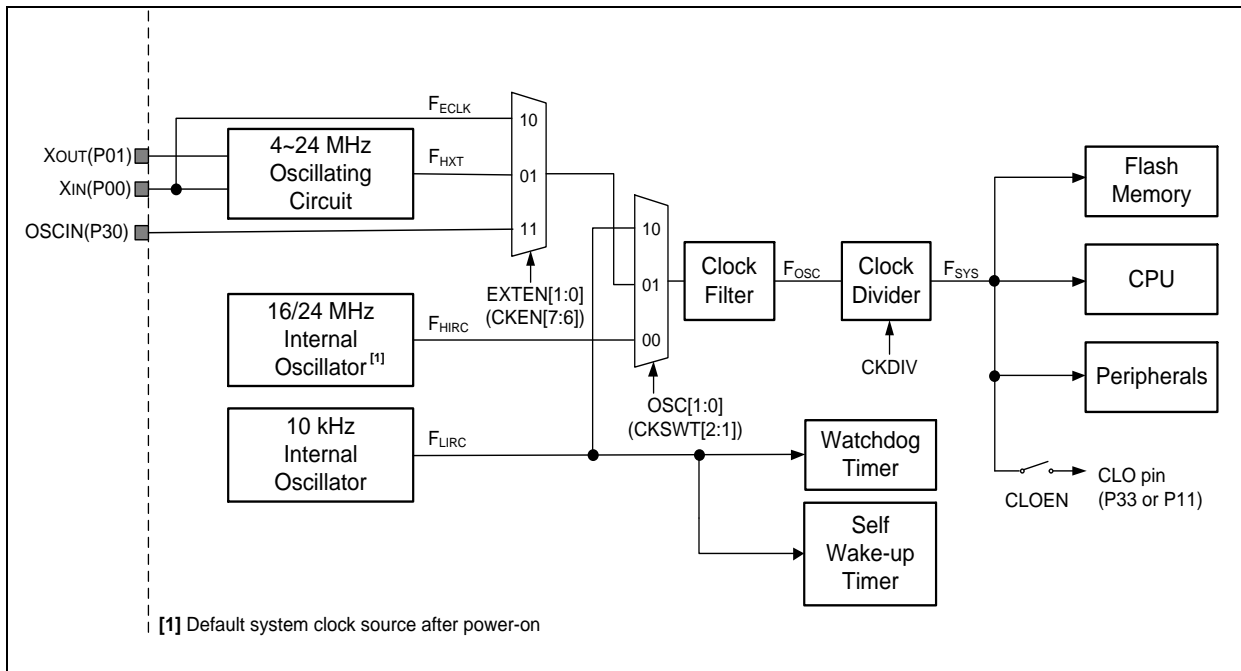 FECLK
10
XOUT(P01)
4~24 MHz
Oscillating
Circuit
FHXT
01
XIN(P00)
OSCIN(P30)
11
EXTEN[1:0]
(CKEN[7:6])
16/24 MHz
Internal
Oscillator[1]
FHIRC
10 kHz
Internal
Oscillator
FLIRC
10
01
00
OSC[1:0]
(CKSWT[2:1])
Clock
Filter
FOSC
Clock
Divider
CKDIV
FSYS
Flash
Memory
CPU
Peripherals
CLOEN
CLO pin
(P33 or P11)
Watchdog
Timer
Self
Wake-up
Timer
[1] Default system clock source after power-on